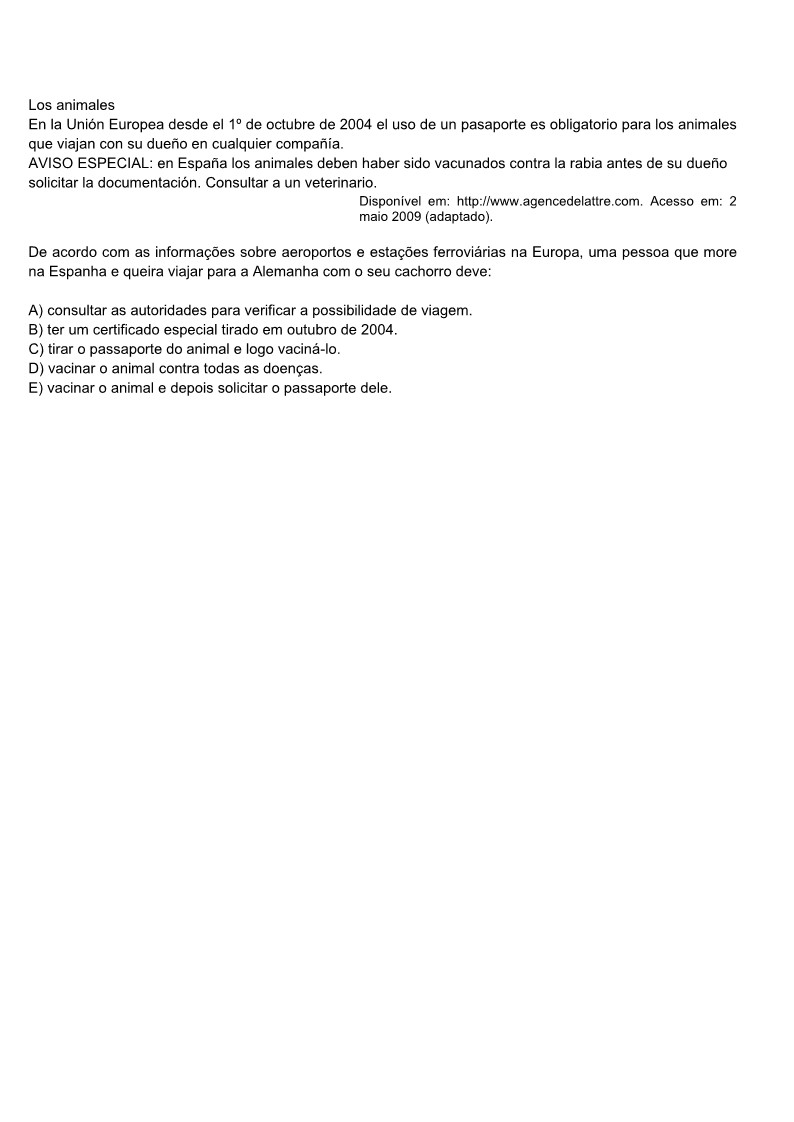 Los animales
En la Unión Europea desde el 1º de octubre de 2004 el uso de un pasaporte es obligatorio para los animales
que viajan con su dueño en cualquier compañía.
AVISO ESPECIAL: en España los animales deben haber sido vacunados contra la rabia antes de su dueño
solicitar la documentación. Consultar a un veterinario.
Disponível em: http://www.agencedelattre.com. Acesso em: 2
maio 2009 (adaptado).
De acordo com as informações sobre aeroportos e estações ferroviárias na Europa, uma pessoa que more
na Espanha e queira viajar para a Alemanha com o seu cachorro deve:
A) consultar as autoridades para verificar a possibilidade de viagem.
B) ter um certificado especial tirado em outubro de 2004.
C) tirar o passaporte do animal e logo vaciná-lo.
D) vacinar o animal contra todas as doenças.
E) vacinar o animal e depois solicitar o passaporte dele.